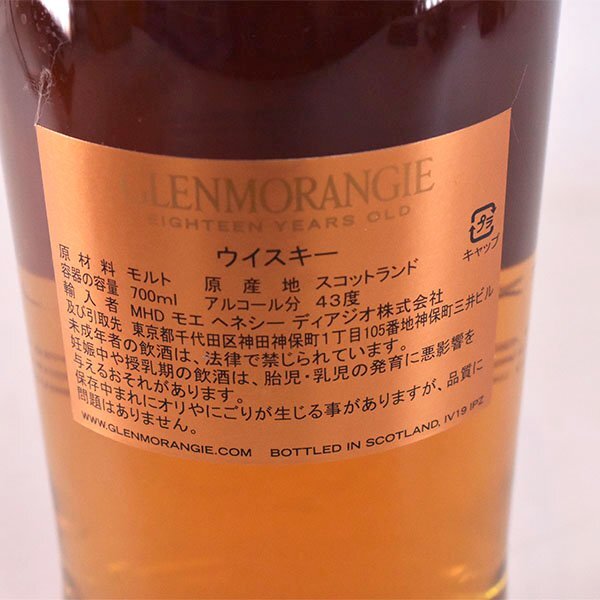 GLENMORANGIE
EIGHTEEN YEARS OLD
ウイスキー
プラ
キャップ
原材料 モルト 原産地 スコットランド
容器の容量 700ml アルコール分 43度
輸入者 MHD モエ ヘネシー ディアジオ株式会社
及び引取先 東京都千代田区神田神保町1丁目105番地神保町三井ビル
未成年者の飲酒は、法律で禁じられています。
妊娠中や授乳期の飲酒は、胎児・乳児の発育に悪影響を
与えるおそれがあります。
保存中まれにオリやにごりが生じる事がありますが、品質に
問題はありません。
WWW.GLENMORANGIE.COM BOTTLED IN SCOTLAND, IV19 IPZ